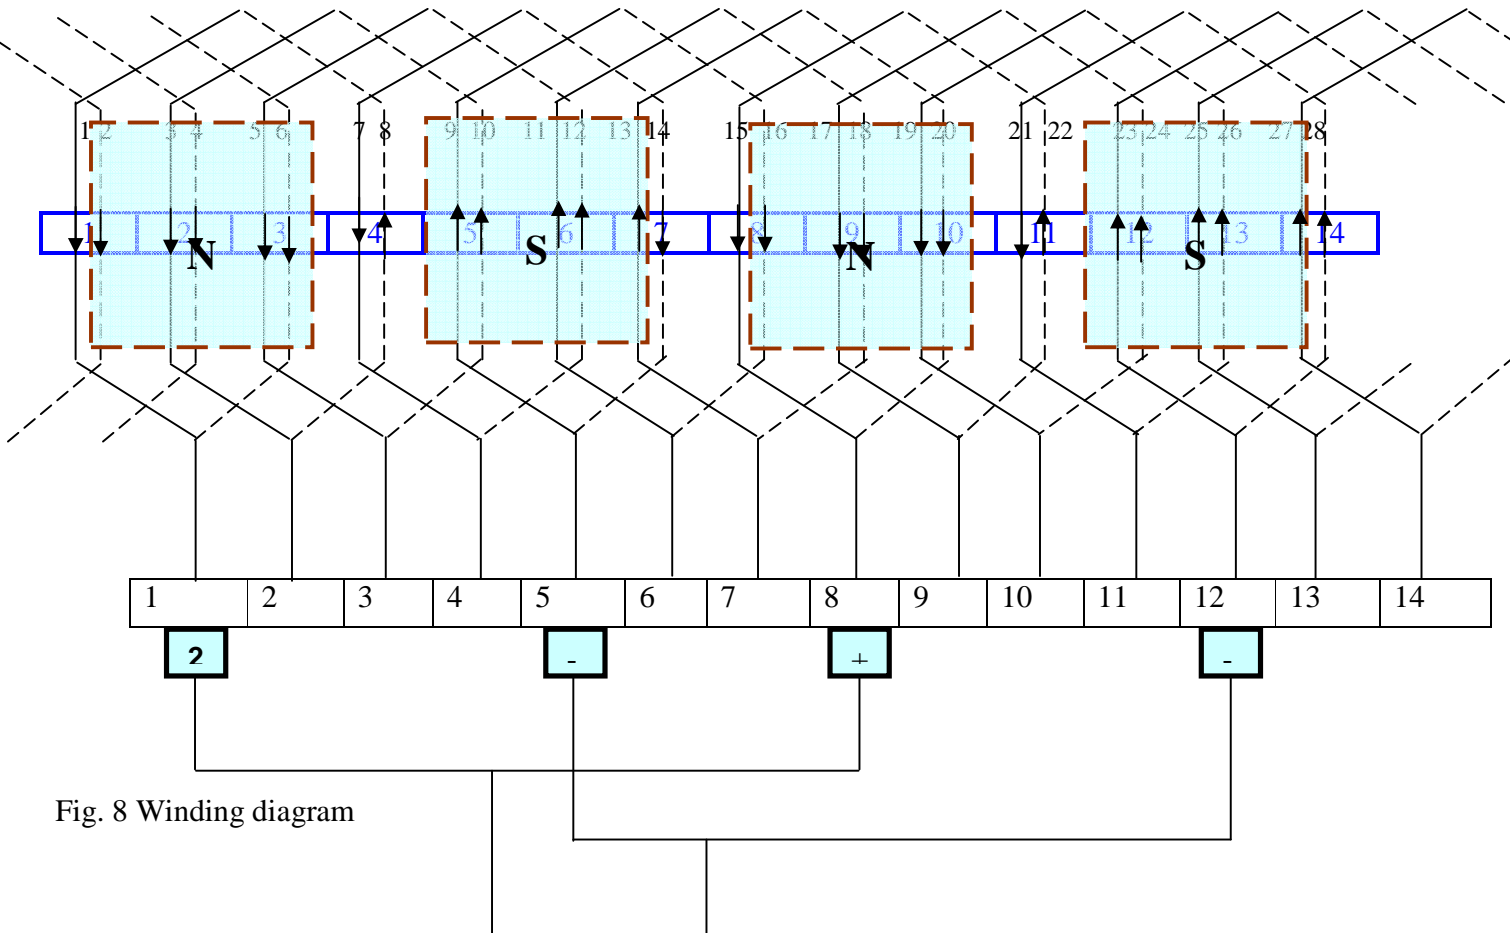 1 2 3 4 5 6 7 8 9 10 11 12 13 14 15 16 17 18 19 20 21 22 23 24 25 26 27 28
1 2 3 4 5 6 7 8 9 10 11 12 13 14
N S N S
1 2 3 4 5 6 7 8 9 10 11 12 13 14
2 - + -
Fig. 8 Winding diagram